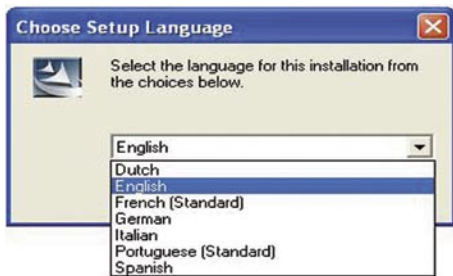 Choose Setup Language
Select the language for this installation from
the choices below.
English
Dutch
English
French (Standard)
German
Italian
Portuguese (Standard)
Spanish